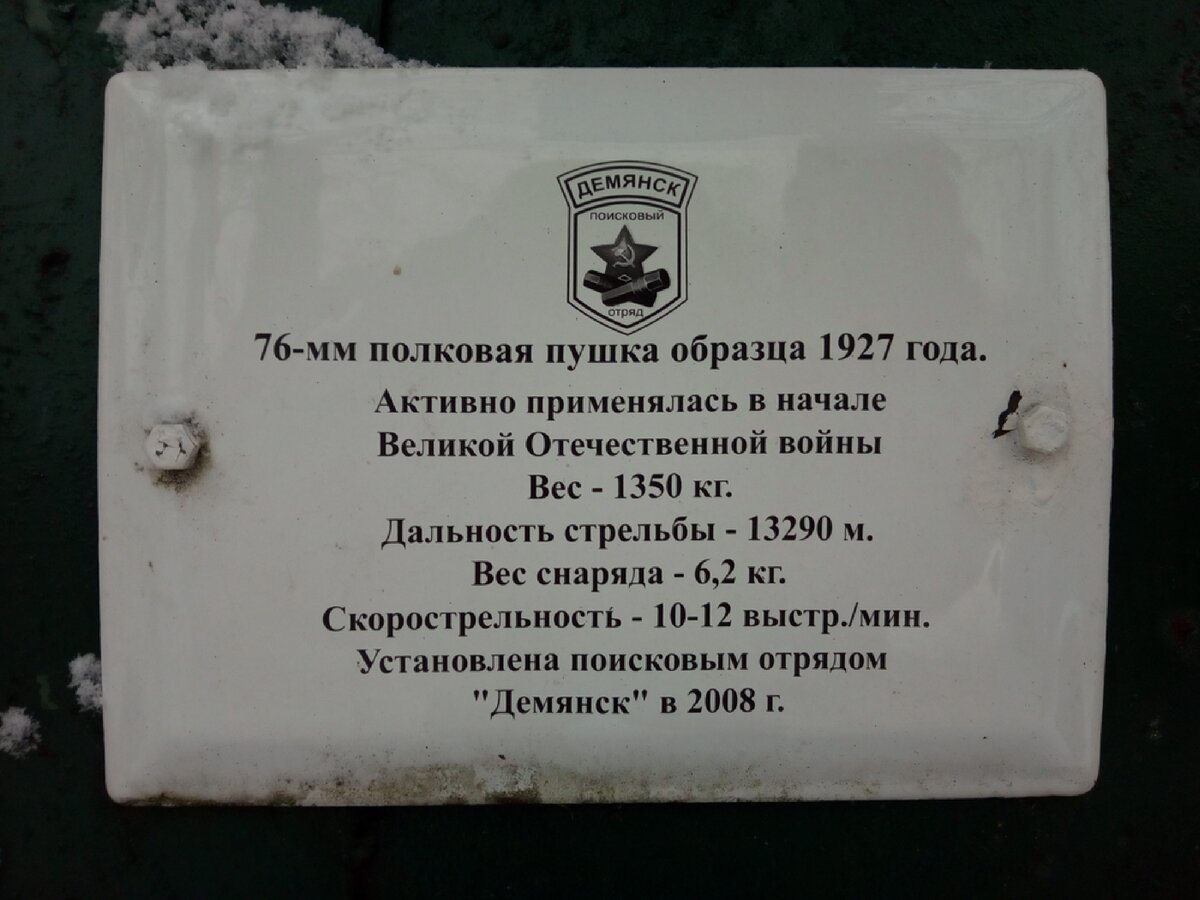 ДЕМЯНСК
ПОИСКОВЫЙ
отряд
76-мм полковая пушка образца 1927 года.
Активно применялась в начале
Великой Отечественной войны
Вес - 1350 кг.
Дальность стрельбы - 13290 м.
Вес снаряда - 6,2 кг.
Скорострельность - 10-12 выстр./мин.
Установлена поисковым отрядом
"Демянск" в 2008 г.